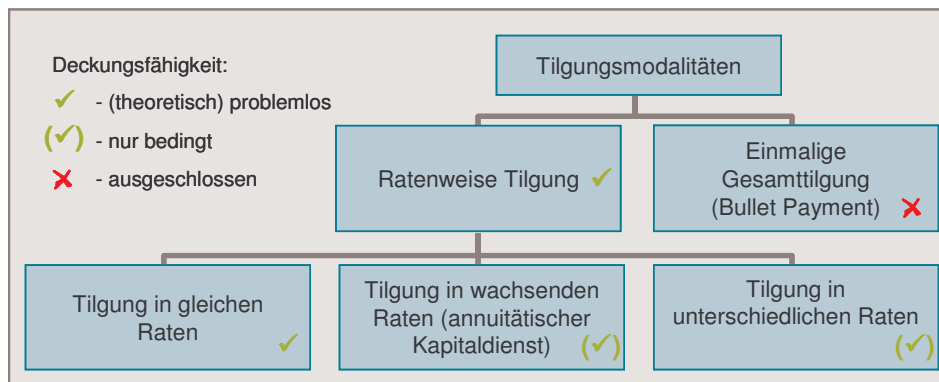 Deckungsfähigkeit:
✓ - (theoretisch) problemlos
(✓) - nur bedingt
✗ - ausgeschlossen
Tilgungsmodalitäten
Ratenweise Tilgung ✓
Einmalige
Gesamttilgung
(Bullet Payment) ✗
Tilgung in gleichen
Raten ✓
Tilgung in wachsenden
Raten (annuitätischer
Kapitaldienst) (✓)
Tilgung in
unterschiedlichen Raten
(✓)